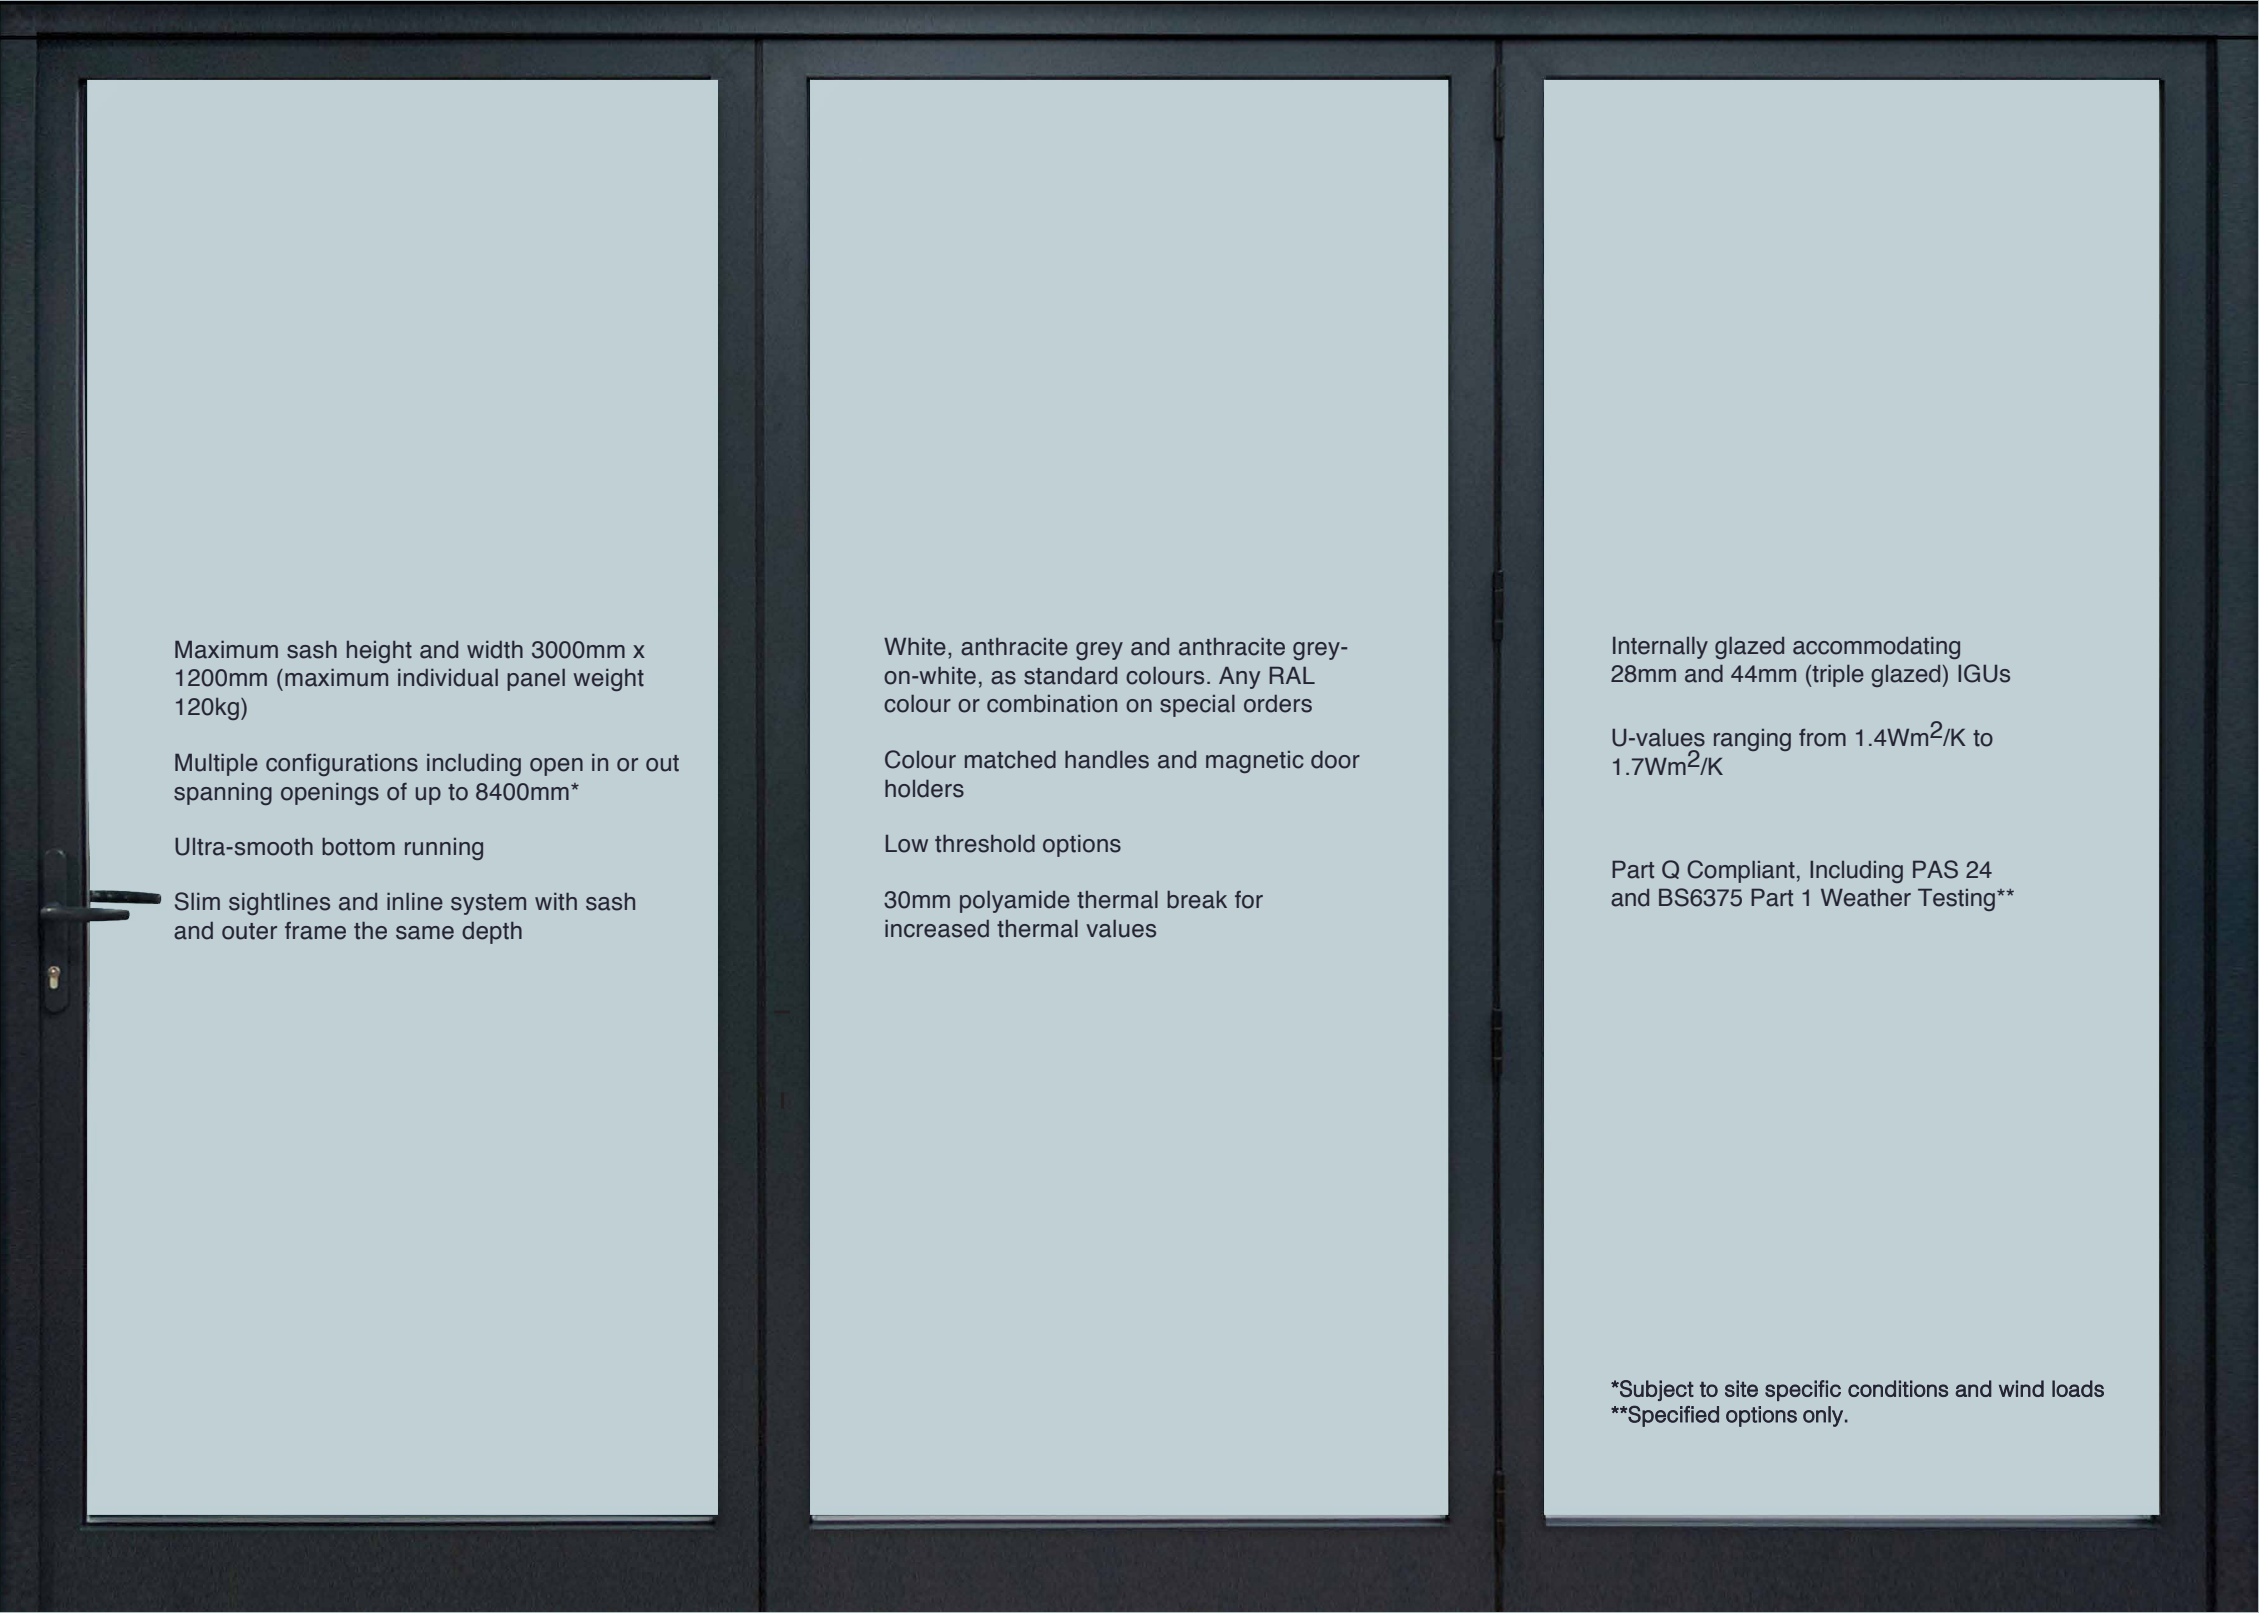 Maximum sash height and width 3000mm x
1200mm (maximum individual panel weight
120kg)
Multiple configurations including open in or out
spanning openings of up to 8400mm*
Ultra-smooth bottom running
Slim sightlines and inline system with sash
and outer frame the same depth
White, anthracite grey and anthracite grey-
on-white, as standard colours. Any RAL
colour or combination on special orders
Colour matched handles and magnetic door
holders
Low threshold options
30mm polyamide thermal break for
increased thermal values
Internally glazed accommodating
28mm and 44mm (triple glazed) IGUs
U-values ranging from 1.4Wm²/K to
1.7Wm²/K
Part Q Compliant, Including PAS 24
and BS6375 Part 1 Weather Testing**
*Subject to site specific conditions and wind loads
**Specified options only.